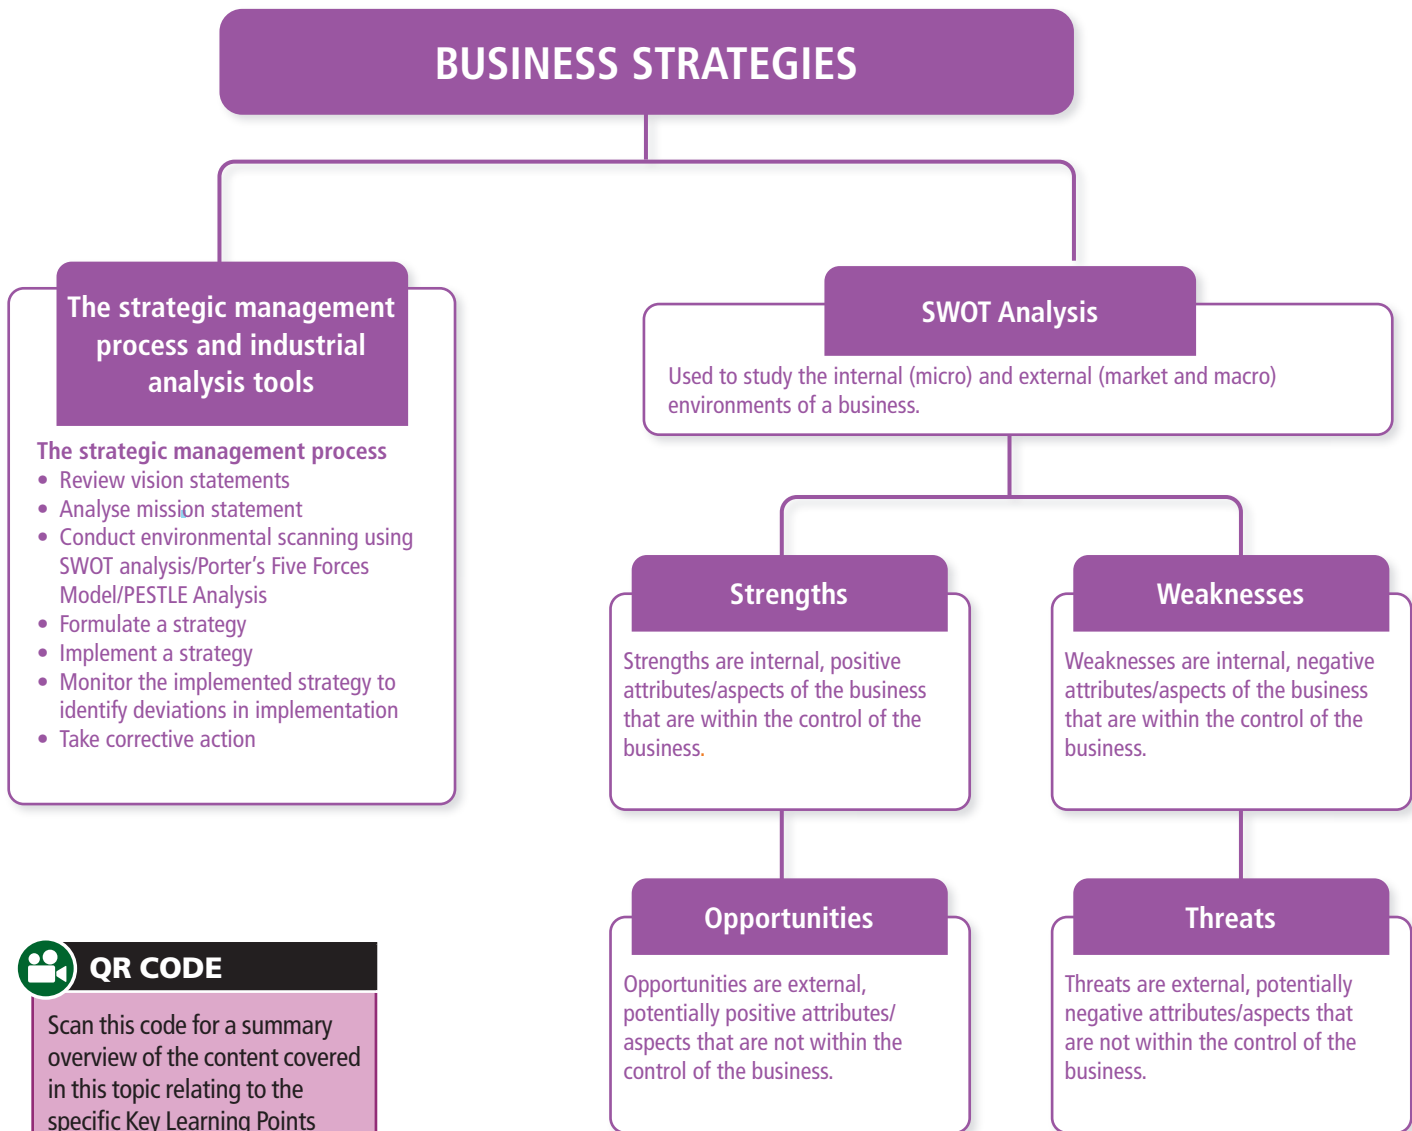 BUSINESS STRATEGIES
The strategic management
process and industrial
analysis tools
The strategic management process
• Review vision statements
• Analyse mission statement
• Conduct environmental scanning using
SWOT analysis/Porter’s Five Forces
Model/PESTLE Analysis
• Formulate a strategy
• Implement a strategy
• Monitor the implemented strategy to
identify deviations in implementation
• Take corrective action
SWOT Analysis
Used to study the internal (micro) and external (market and macro)
environments of a business.
Strengths
Strengths are internal, positive
attributes/aspects of the business
that are within the control of the
business.
Weaknesses
Weaknesses are internal, negative
attributes/aspects of the business
that are within the control of the
business.
Opportunities
Opportunities are external,
potentially positive attributes/
aspects that are not within the
control of the business.
Threats
Threats are external, potentially
negative attributes/aspects that
are not within the control of the
business.
QR CODE
Scan this code for a summary
overview of the content covered
in this topic relating to the
specific Key Learning Points